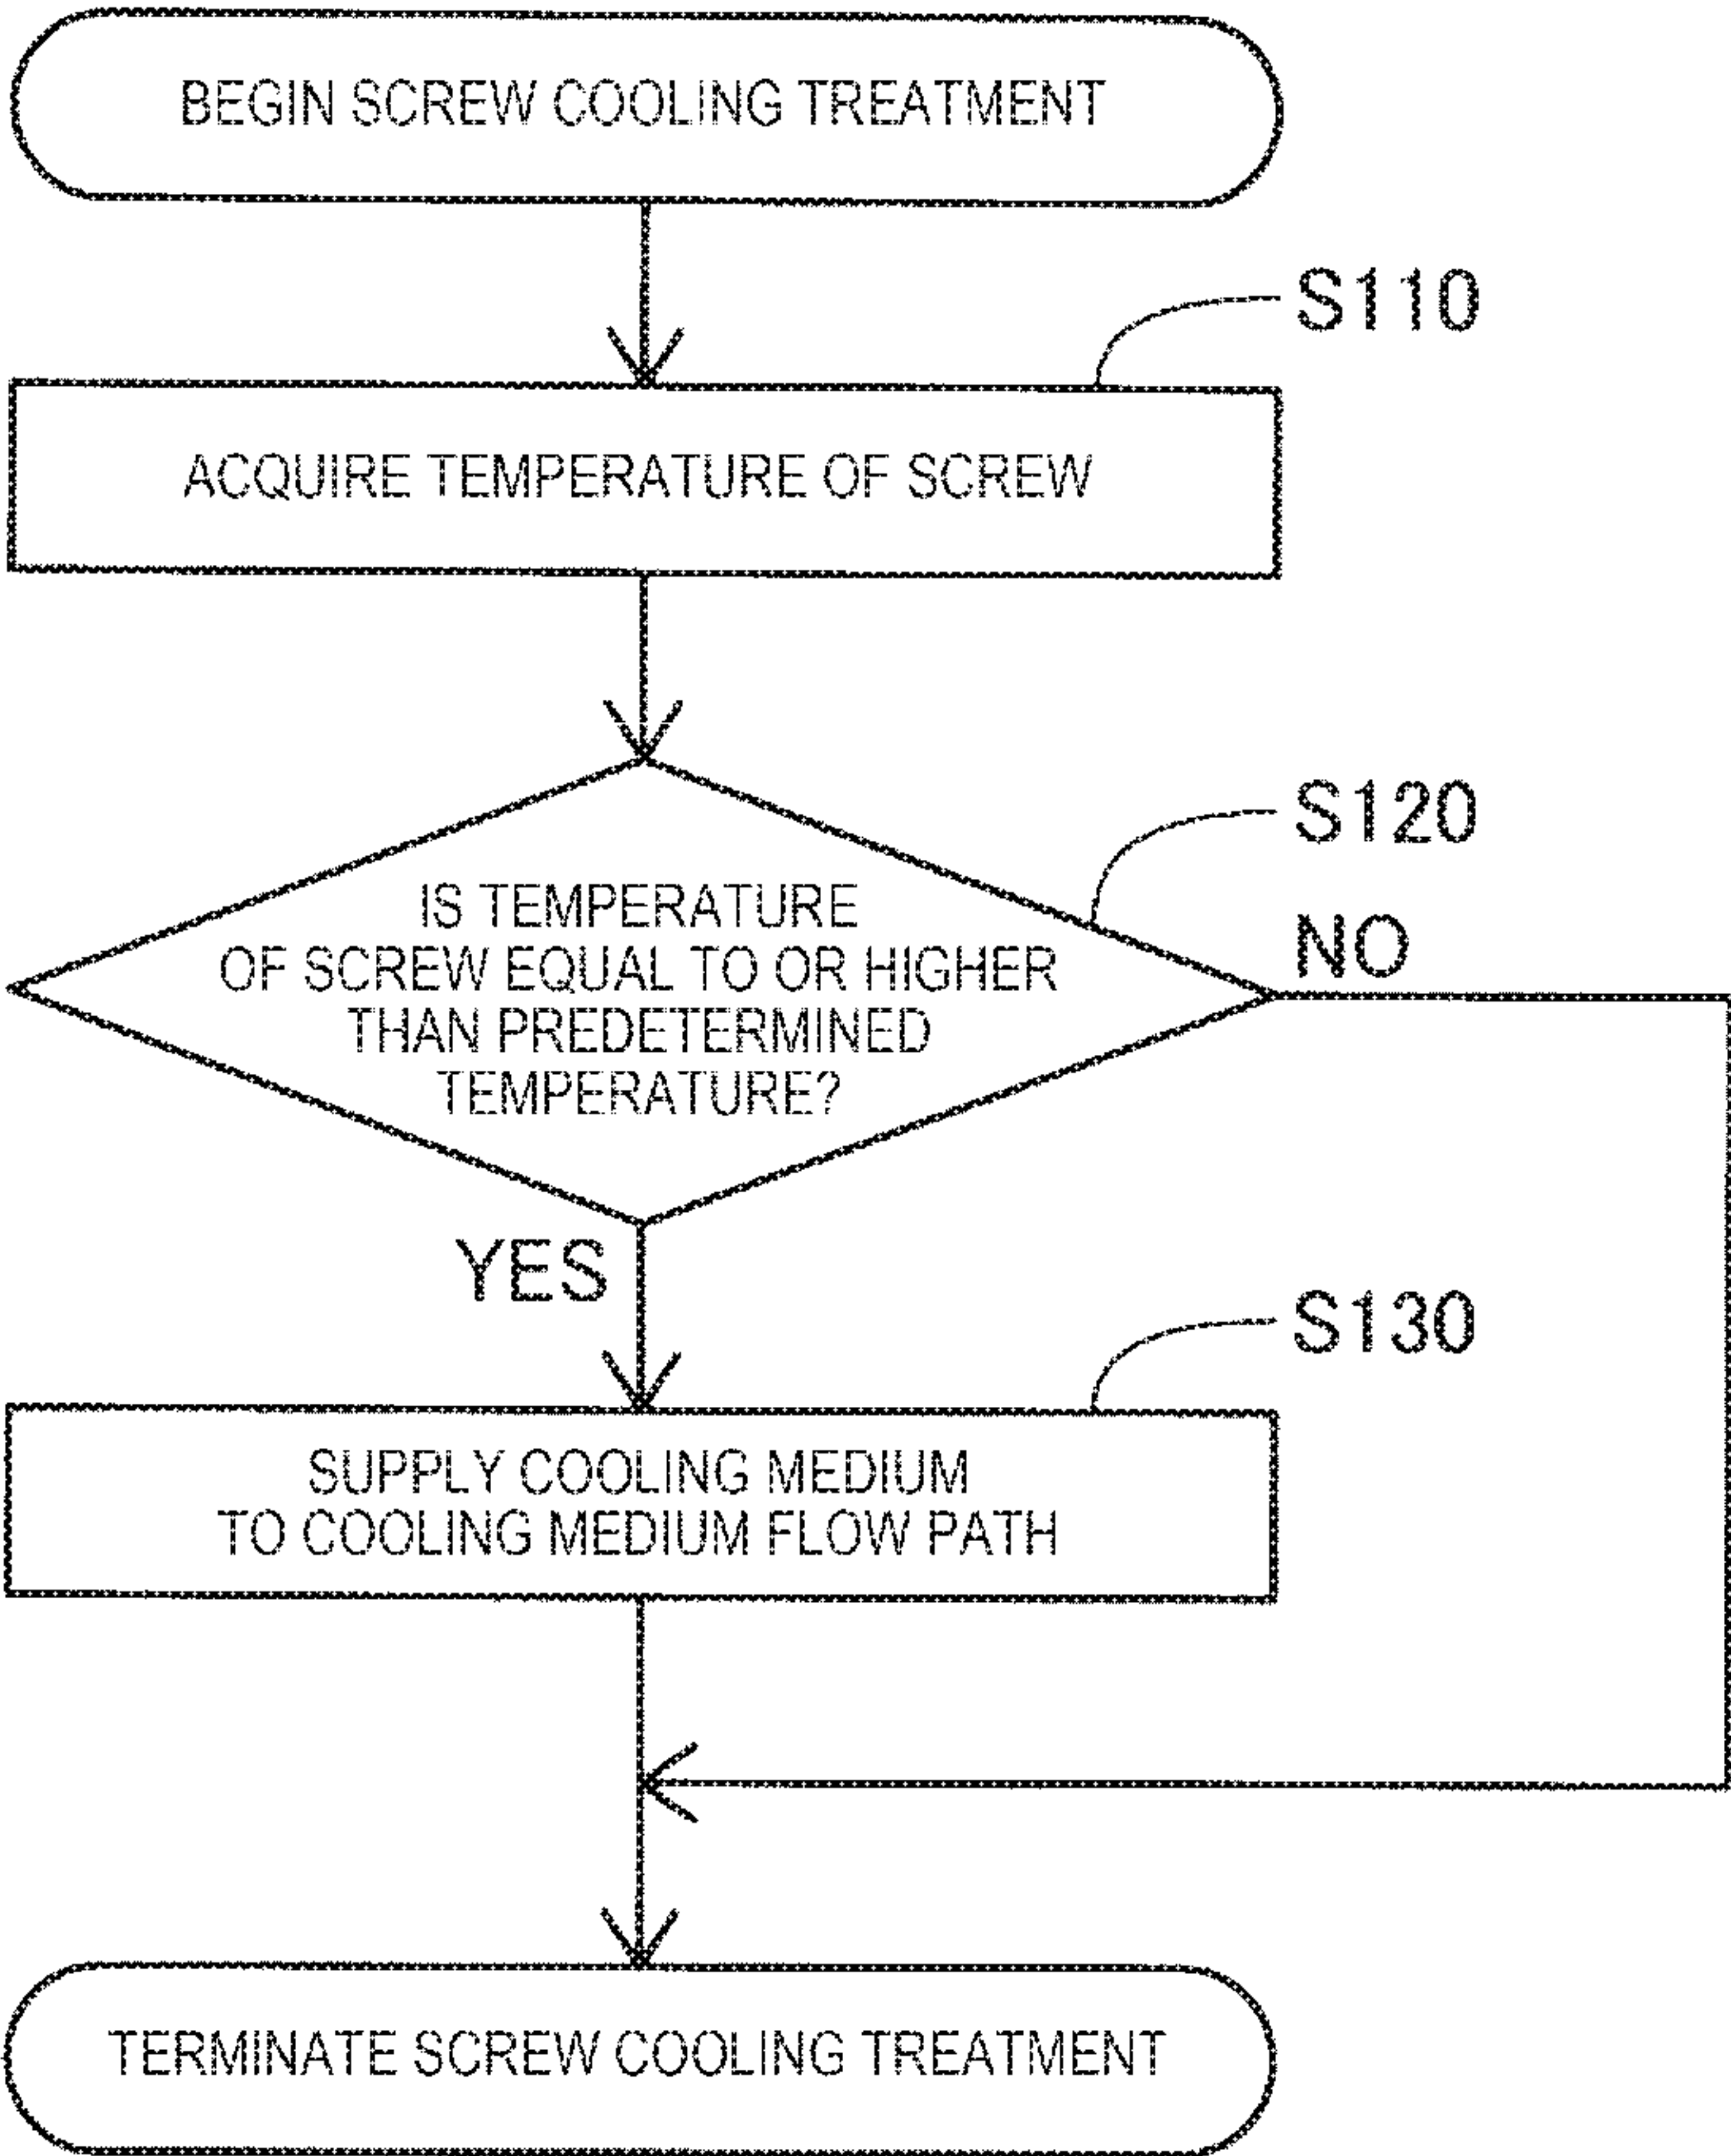 BEGIN SCREW COOLING TREATMENT
S110
ACQUIRE TEMPERATURE OF SCREW
S120
IS TEMPERATURE
OF SCREW EQUAL TO OR HIGHER
THAN PREDETERMINED
TEMPERATURE?
NO
YES
S130
SUPPLY COOLING MEDIUM
TO COOLING MEDIUM FLOW PATH
TERMINATE SCREW COOLING TREATMENT